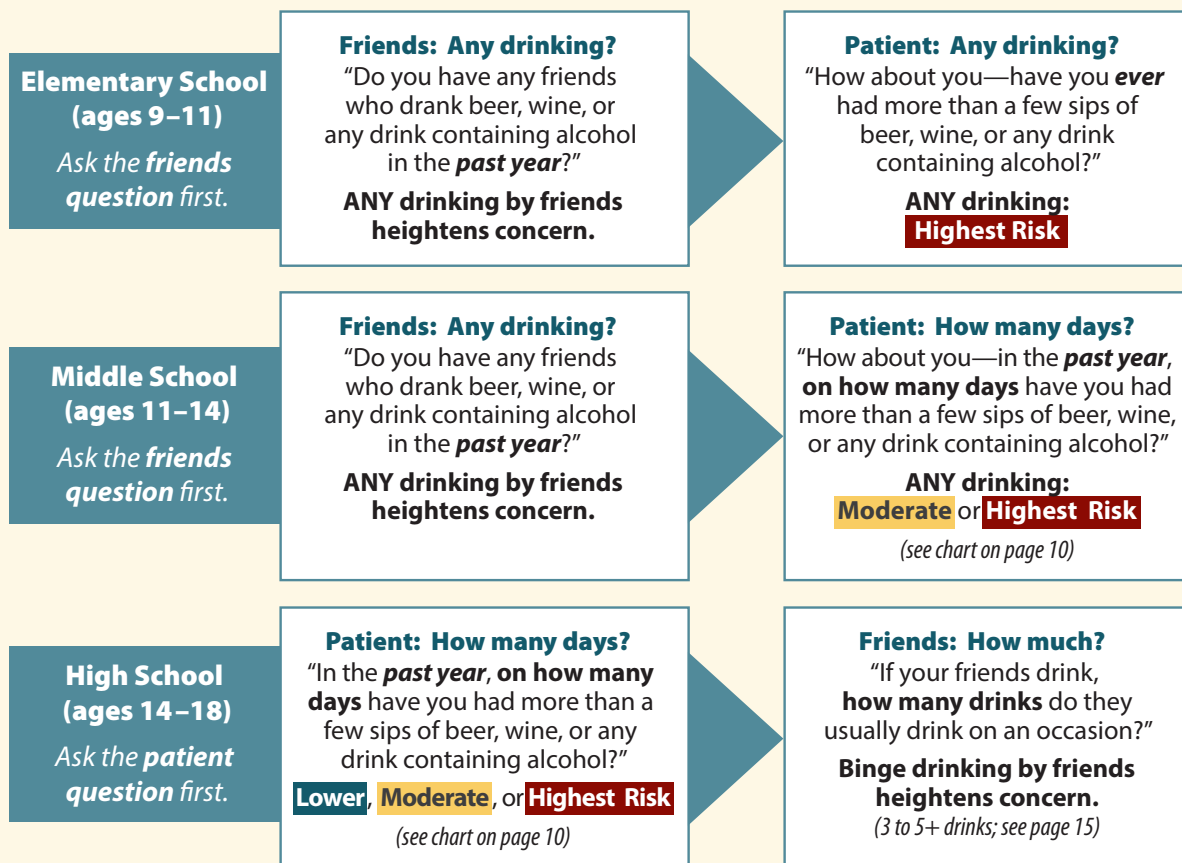 Elementary School
(ages 9–11)
Ask the friends
question first.
Friends: Any drinking?
“Do you have any friends
who drank beer, wine, or
any drink containing alcohol
in the past year?”
ANY drinking by friends
heightens concern.
Patient: Any drinking?
“How about you—have you ever
had more than a few sips of
beer, wine, or any drink
containing alcohol?”
ANY drinking:
Highest Risk
Middle School
(ages 11–14)
Ask the friends
question first.
Friends: Any drinking?
“Do you have any friends
who drank beer, wine, or
any drink containing alcohol
in the past year?”
ANY drinking by friends
heightens concern.
Patient: How many days?
“How about you—in the past year,
on how many days have you had
more than a few sips of beer, wine,
or any drink containing alcohol?”
ANY drinking:
Moderate or Highest Risk
(see chart on page 10)
High School
(ages 14–18)
Ask the patient
question first.
Patient: How many days?
“In the past year, on how many
days have you had more than a
few sips of beer, wine, or any
drink containing alcohol?”
Lower, Moderate, or Highest Risk
(see chart on page 10)
Friends: How much?
“If your friends drink,
how many drinks do they
usually drink on an occasion?”
Binge drinking by friends
heightens concern.
(3 to 5+ drinks; see page 15)